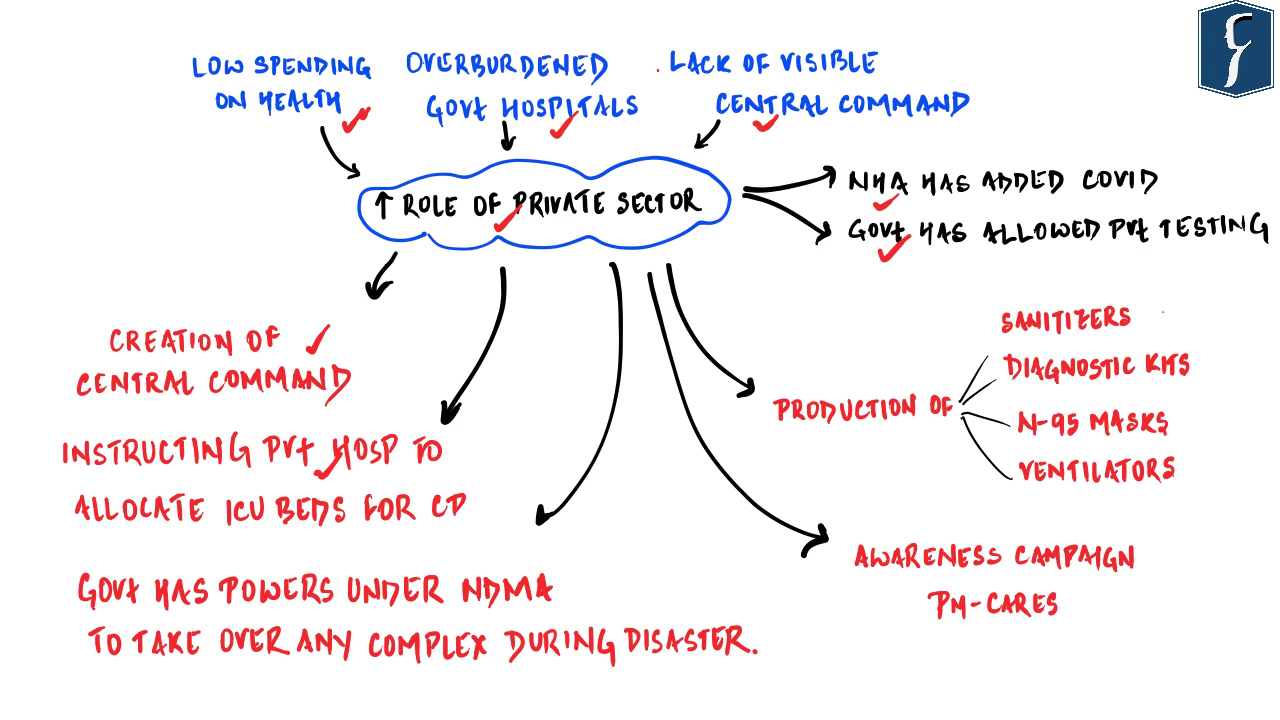 LOW SPENDING
ON HEALTH
OVERBURDENED
GOVT HOSPITALS
LACK OF VISIBLE
CENTRAL COMMAND
↑ ROLE OF PRIVATE SECTOR
NHA HAS ADDED COVID
GOVT HAS ALLOWED PVT TESTING
CREATION OF
CENTRAL COMMAND
INSTRUCTING PVT HOSP TO
ALLOCATE ICU BEDS FOR CD
GOVT HAS POWERS UNDER NDMA
TO TAKE OVER ANY COMPLEX DURING DISASTER.
PRODUCTION OF
SANITIZERS
DIAGNOSTIC KITS
N-95 MASKS
VENTILATORS
AWARENESS CAMPAIGN
PM-CARES